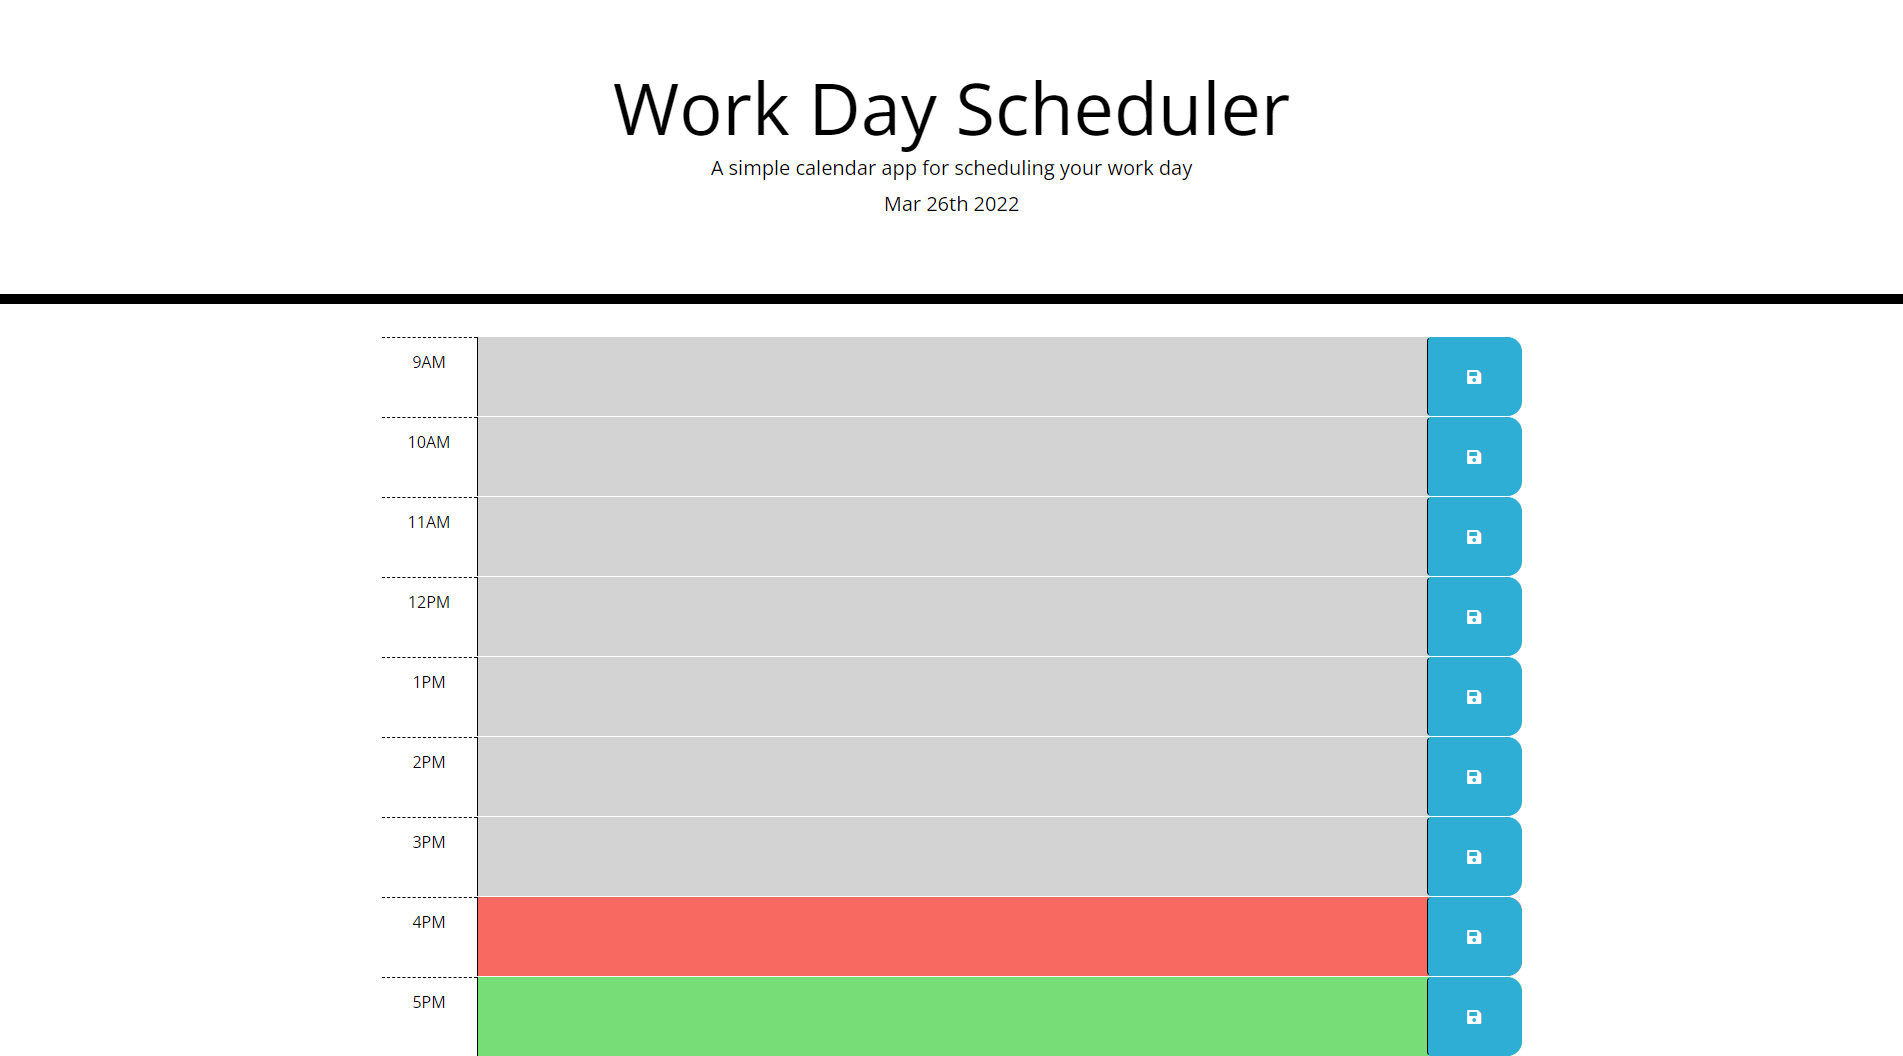 Work Day Scheduler
A simple calendar app for scheduling your work day
Mar 26th 2022
9AM
10AM
11AM
12PM
1PM
2PM
3PM
4PM
5PM